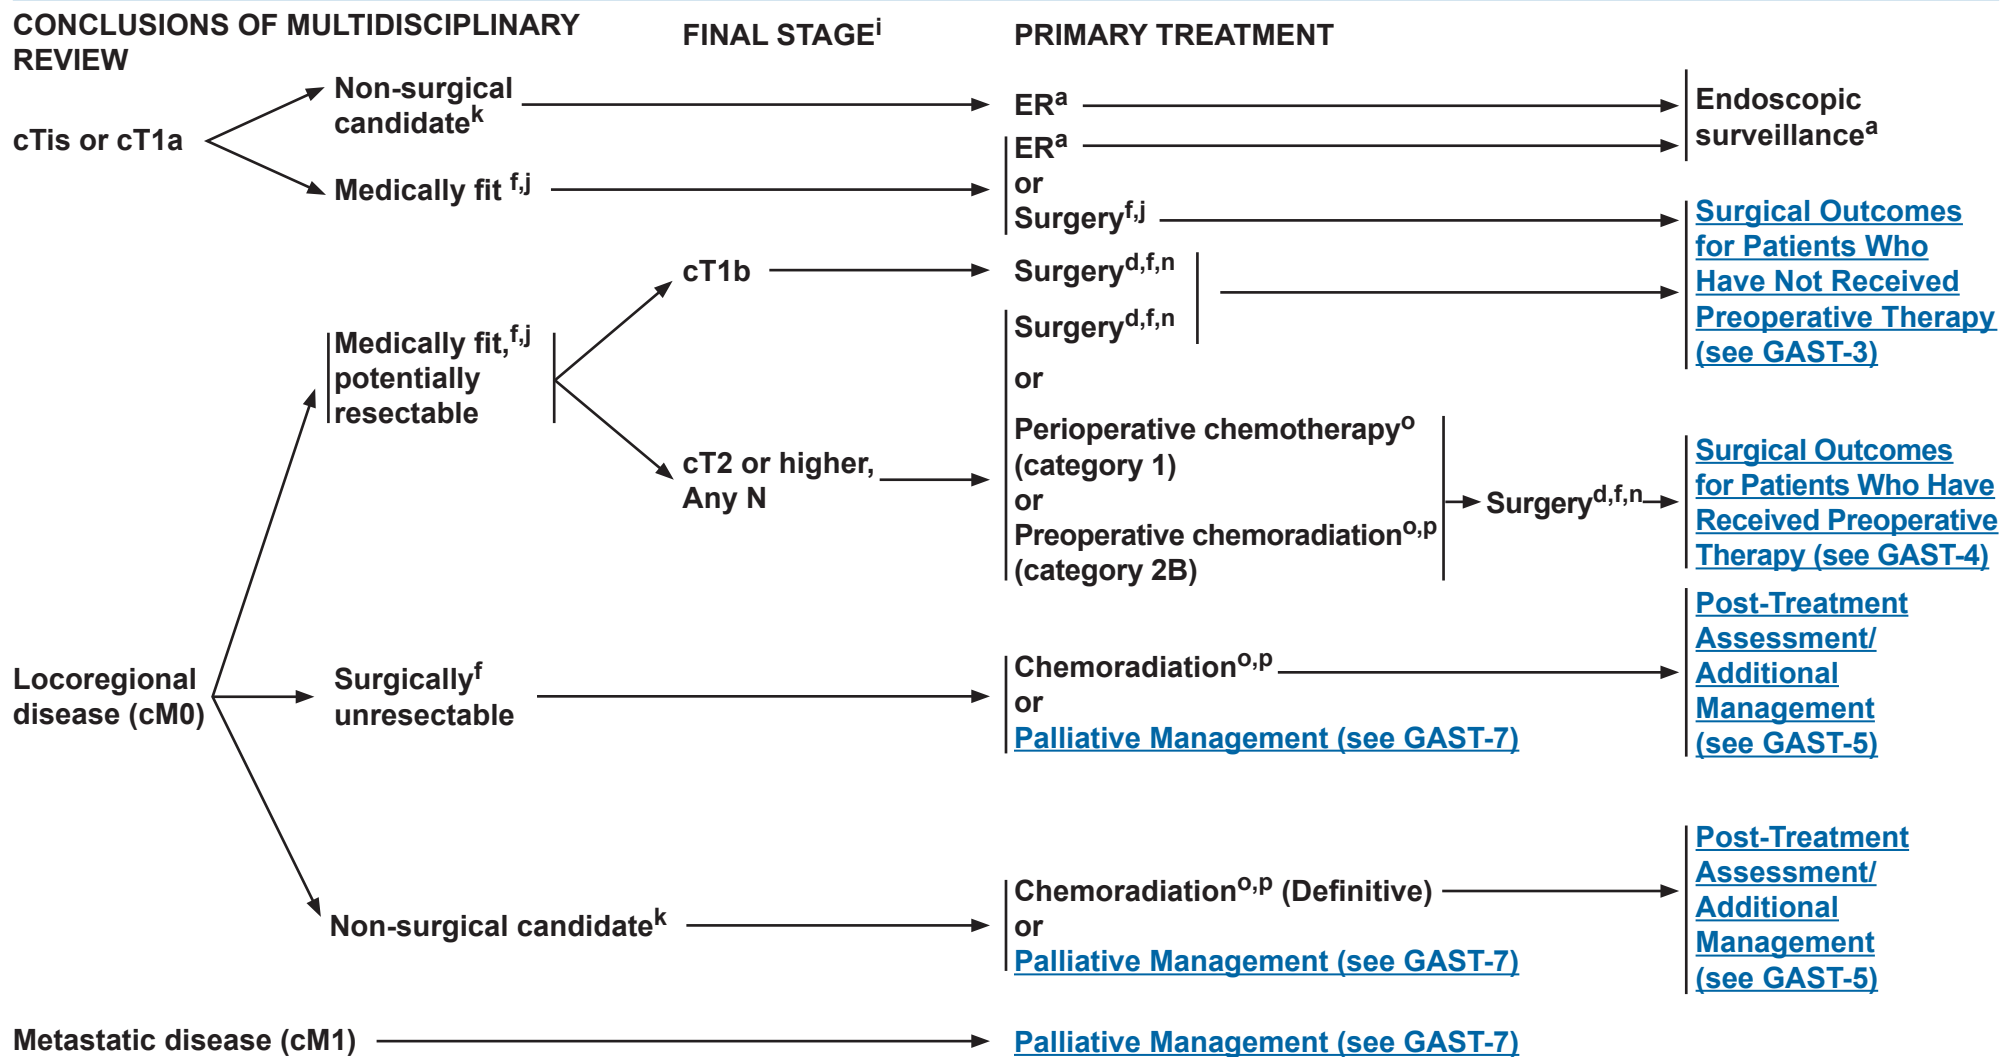 CONCLUSIONS OF MULTIDISCIPLINARY
REVIEW
FINAL STAGEi
PRIMARY TREATMENT
cTis or cT1a
Non-surgical
candidatek
ERa
Endoscopic
surveillancea
Medically fit f,j
ERa
or
Surgeryf,j
Surgical Outcomes
for Patients Who
Have Not Received
Preoperative Therapy
(see GAST-3)
Locoregional
disease (cM0)
Medically fit,f,j
potentially
resectable
cT1b
Surgeryd,f,n
cT2 or higher,
Any N
Surgeryd,f,n
or
Perioperative chemotherapyo
(category 1)
or
Preoperative chemoradiationo,p
(category 2B)
Surgeryd,f,n
Surgical Outcomes
for Patients Who Have
Received Preoperative
Therapy (see GAST-4)
Surgicallyf
unresectable
Chemoradiationo,p
or
Palliative Management (see GAST-7)
Post-Treatment
Assessment/
Additional
Management
(see GAST-5)
Non-surgical candidatek
Chemoradiationo,p (Definitive)
or
Palliative Management (see GAST-7)
Post-Treatment
Assessment/
Additional
Management
(see GAST-5)
Metastatic disease (cM1)
Palliative Management (see GAST-7)